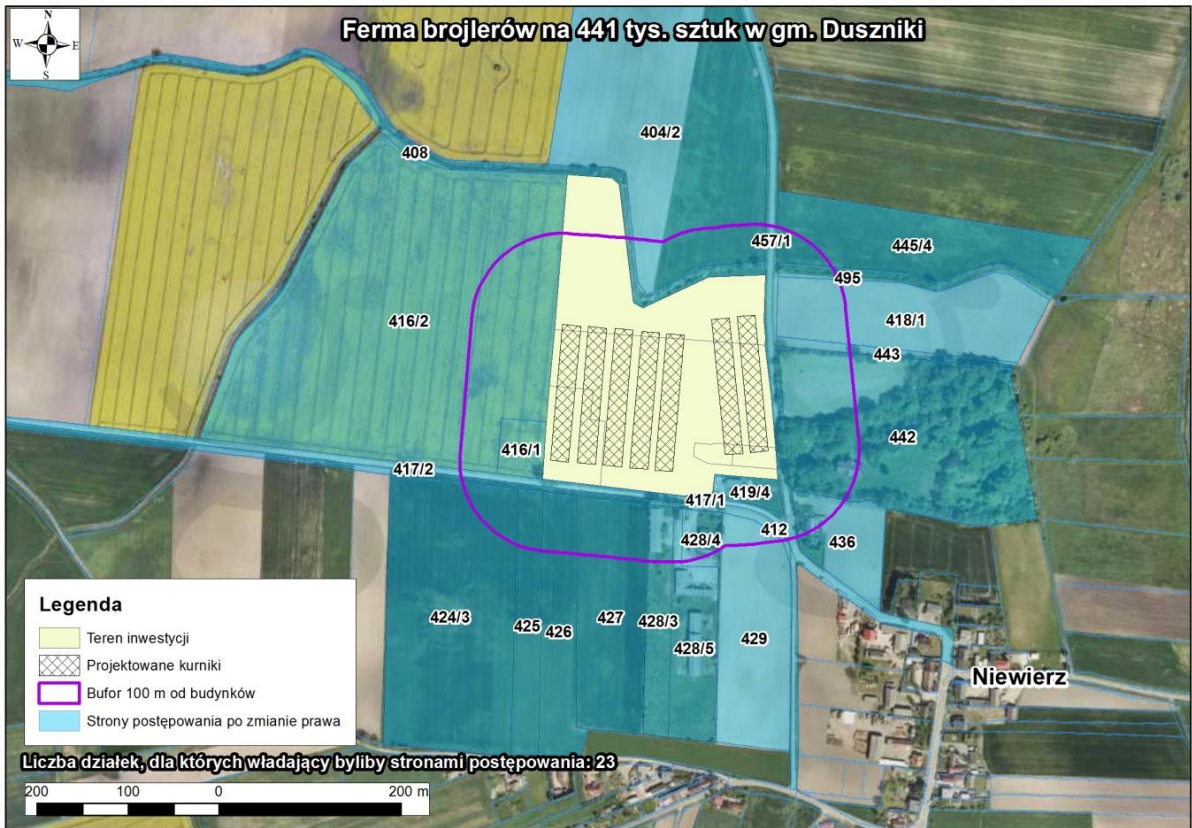 Ferma brojlerów na 441 tys. sztuk w gm. Duszniki
N
W E
S
404/2
408
457/1
445/4
495
416/2
418/1
443
442
416/1
417/2
417/1
419/4
412
428/4
436
424/3
425
426
427
428/3
428/5
429
Niewierz
Legenda
Teren inwestycji
Projektowane kurniki
Bufor 100 m od budynków
Strony postępowania po zmianie prawa
Liczba działek, dla których władający byliby stronami postępowania: 23
200 100 0 200 m